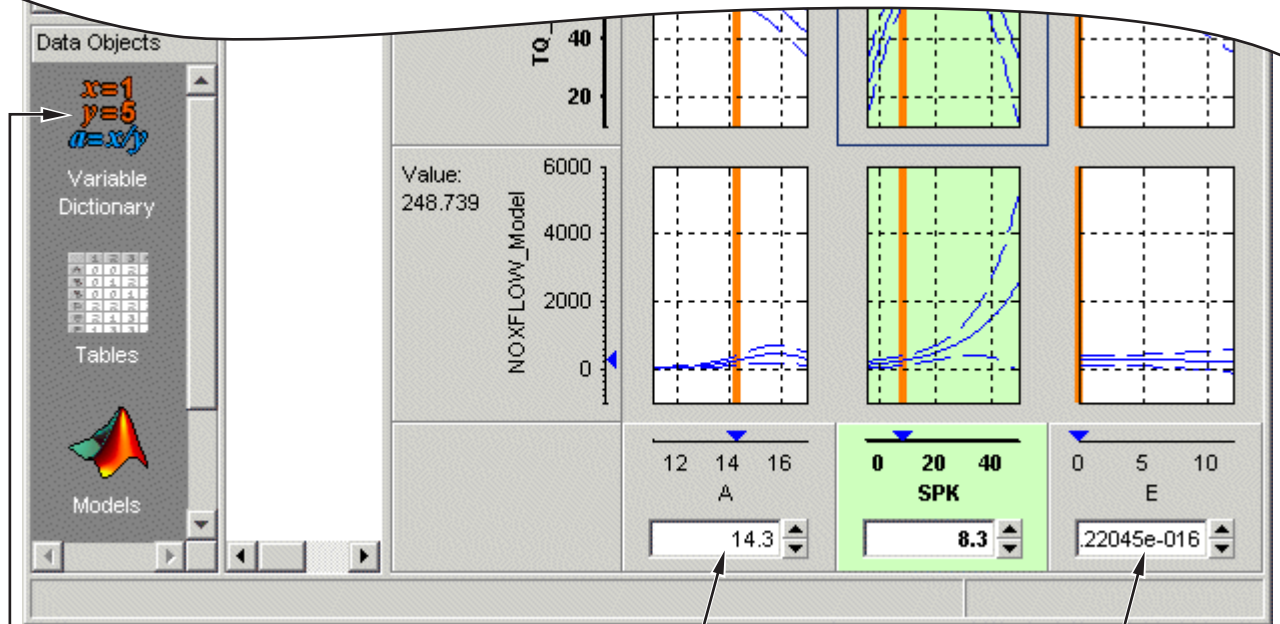 Data Objects
x=1
y=5
a=x/y
Variable
Dictionary
Tables
Models
TQ_
40
20
Value:
248.739
NOXFLOW_Model
6000
4000
2000
0
12 14 16
A
14.3
0 20 40
SPK
8.3
0 5 10
E
.22045e-016